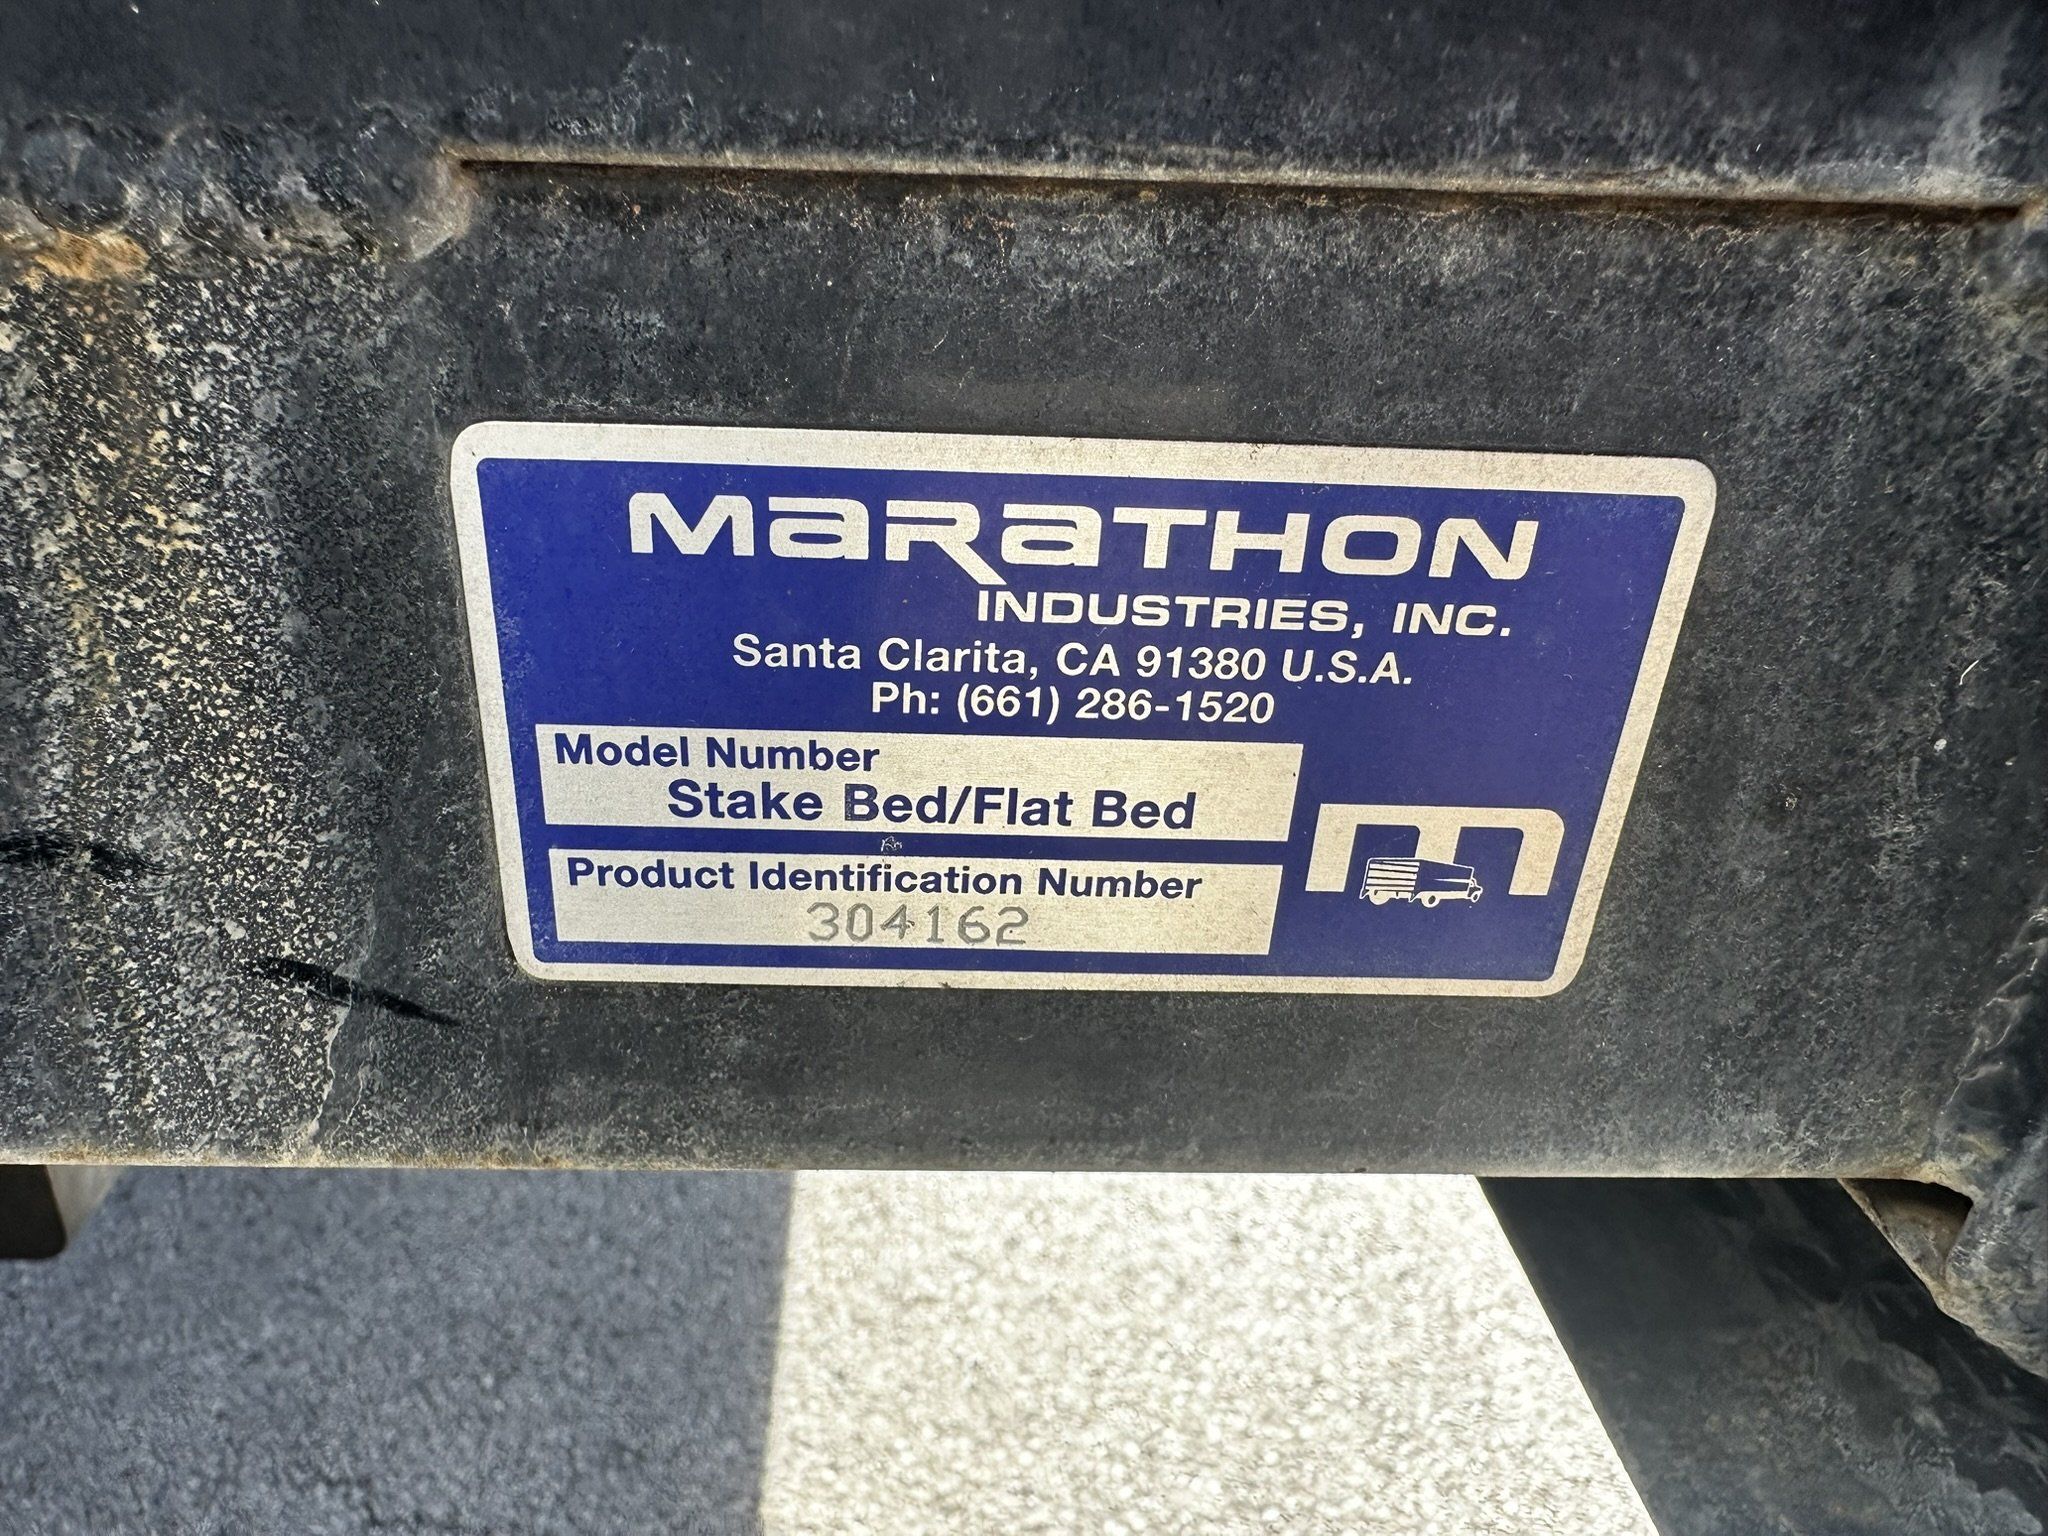 MaRaTHON
INDUSTRIES, INC.
Santa Clarita, CA 91380 U.S.A.
Ph: (661) 286-1520
Model Number
Stake Bed/Flat Bed
Product Identification Number
304162
m